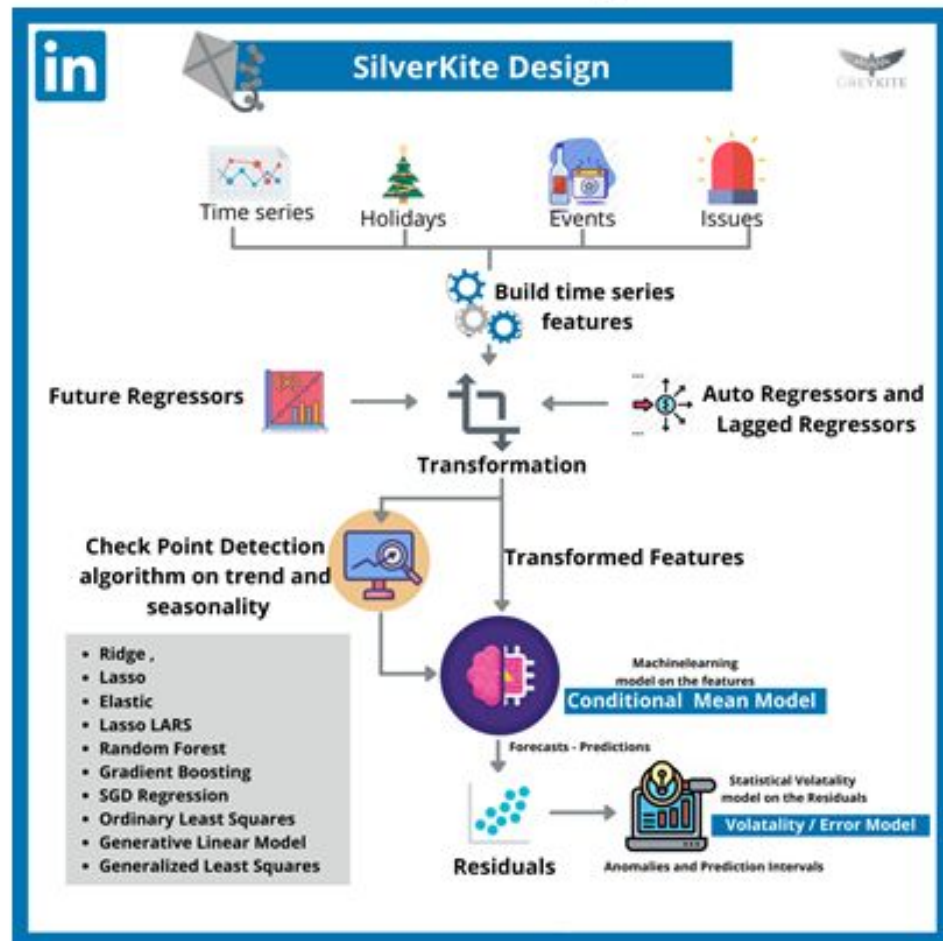 in
SilverKite Design
GREYKITE
Time series
Holidays
Events
Issues
Build time series
features
Future Regressors
Auto Regressors and
Lagged Regressors
Transformation
Check Point Detection
algorithm on trend and
seasonality
Transformed Features
• Ridge ,
• Lasso
• Elastic
• Lasso LARS
• Random Forest
• Gradient Boosting
• SGD Regression
• Ordinary Least Squares
• Generative Linear Model
• Generalized Least Squares
Machinelearning
model on the features
Conditional Mean Model
Forecasts - Predictions
Statistical Volatality
model on the Residuals
Volatality / Error Model
Residuals
Anomalies and Prediction Intervals